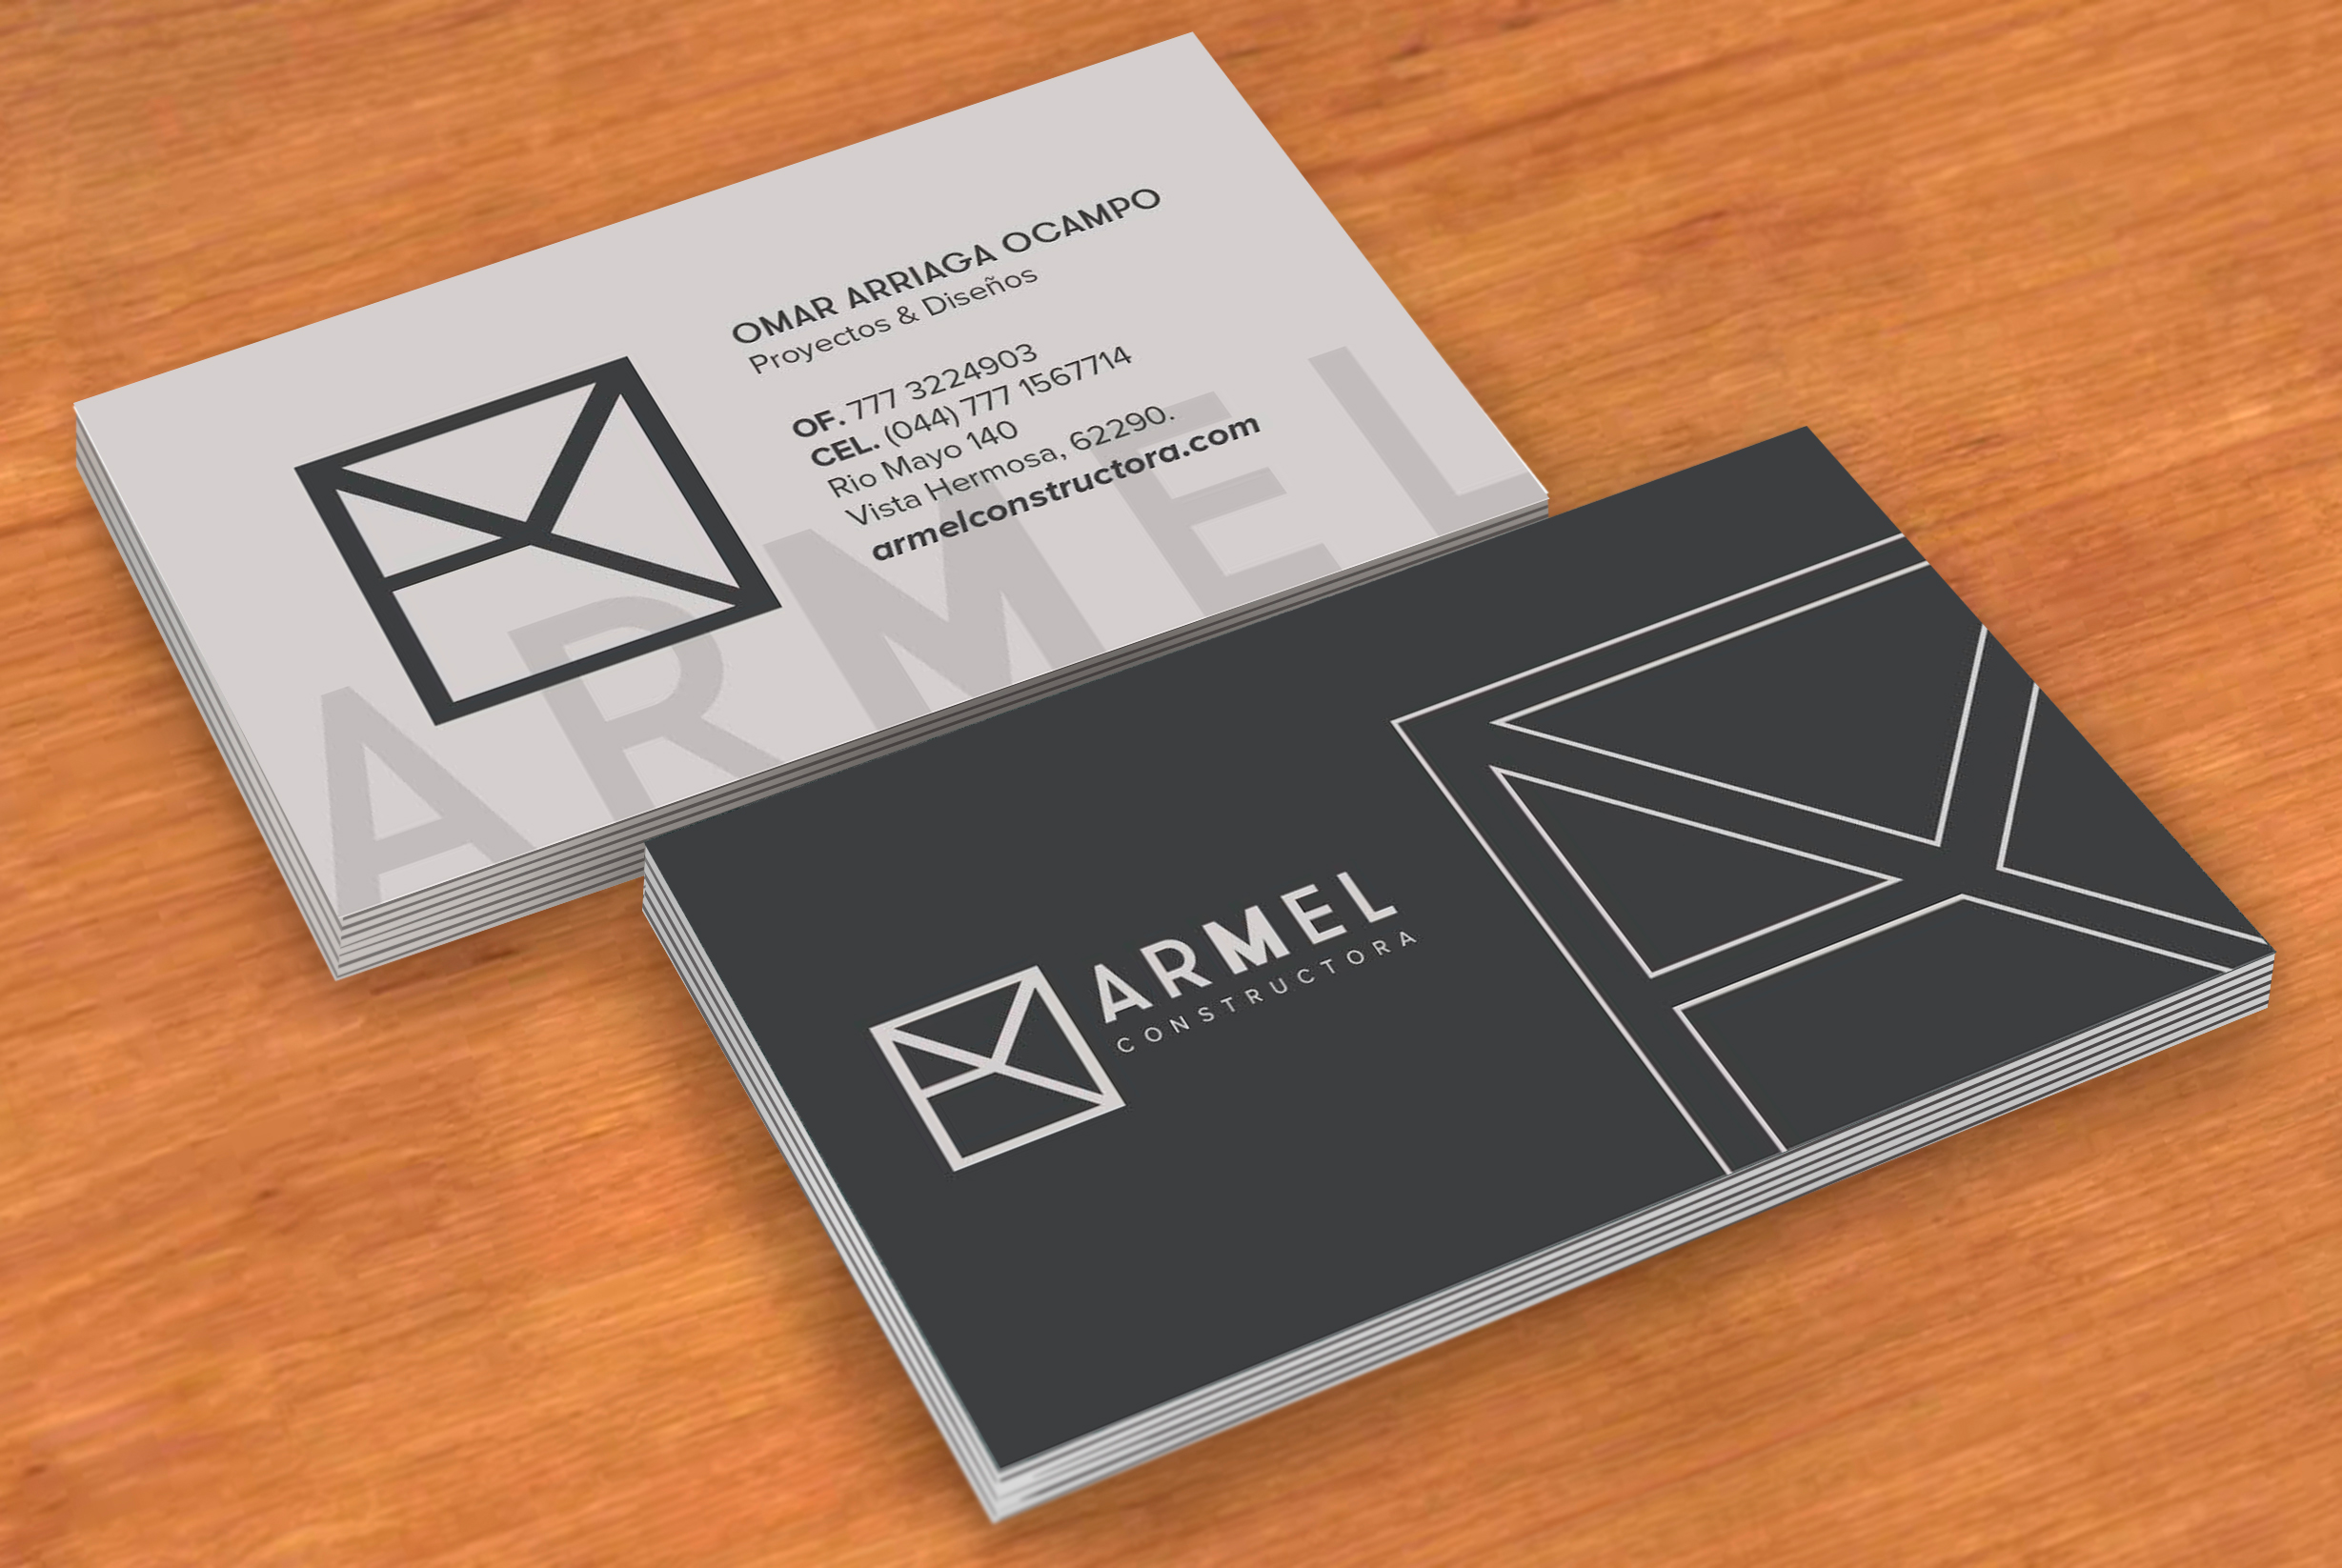 OMAR ARRIAGA OCAMPO
Proyectos & Diseños
OF. 777 3224903
CEL. (044) 777 1567714
Rio Mayo 140
Vista Hermosa, 62290.
armelconstructora.com
ARMEL
ARMEL
CONSTRUCTORA